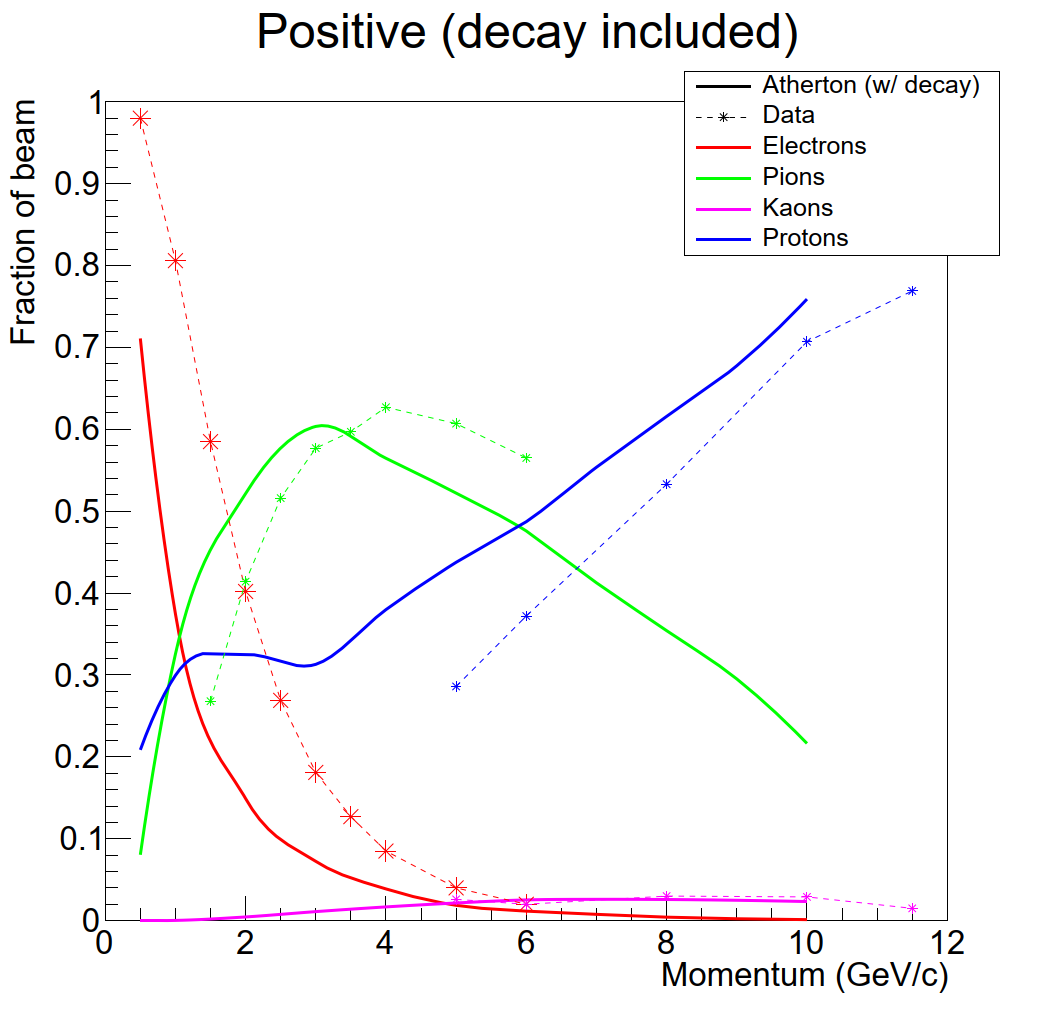 Positive (decay included)
Atherton (w/ decay)
Data
Electrons
Pions
Kaons
Protons
Fraction of beam
1
0.9
0.8
0.7
0.6
0.5
0.4
0.3
0.2
0.1
0
0 2 4 6 8 10 12
Momentum (GeV/c)